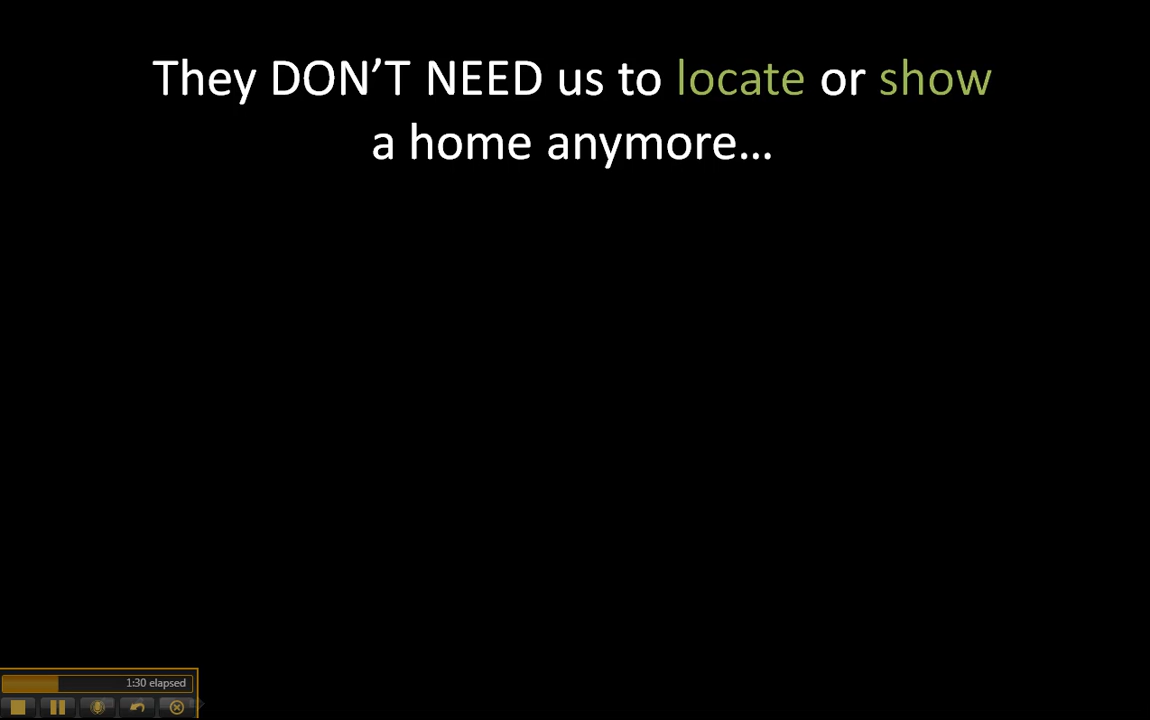 They DON’T NEED us to locate or show
a home anymore…
1:30 elapsed